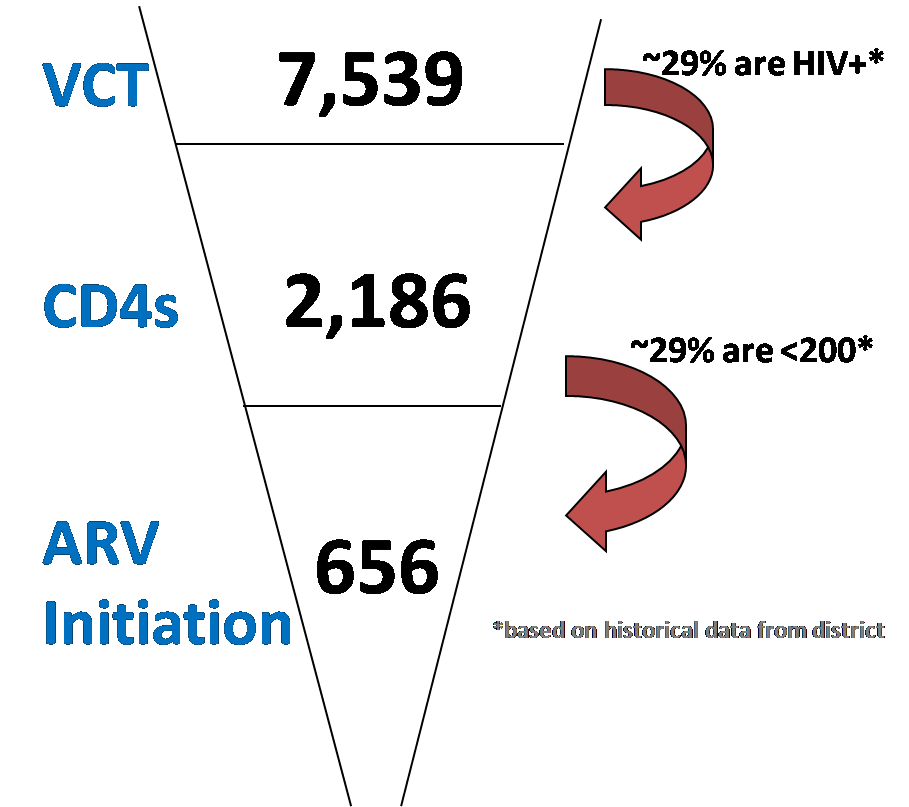 VCT 7,539 ~29% are HIV+*
CD4s 2,186
~29% are <200*
ARV
Initiation
656
*based on historical data from district